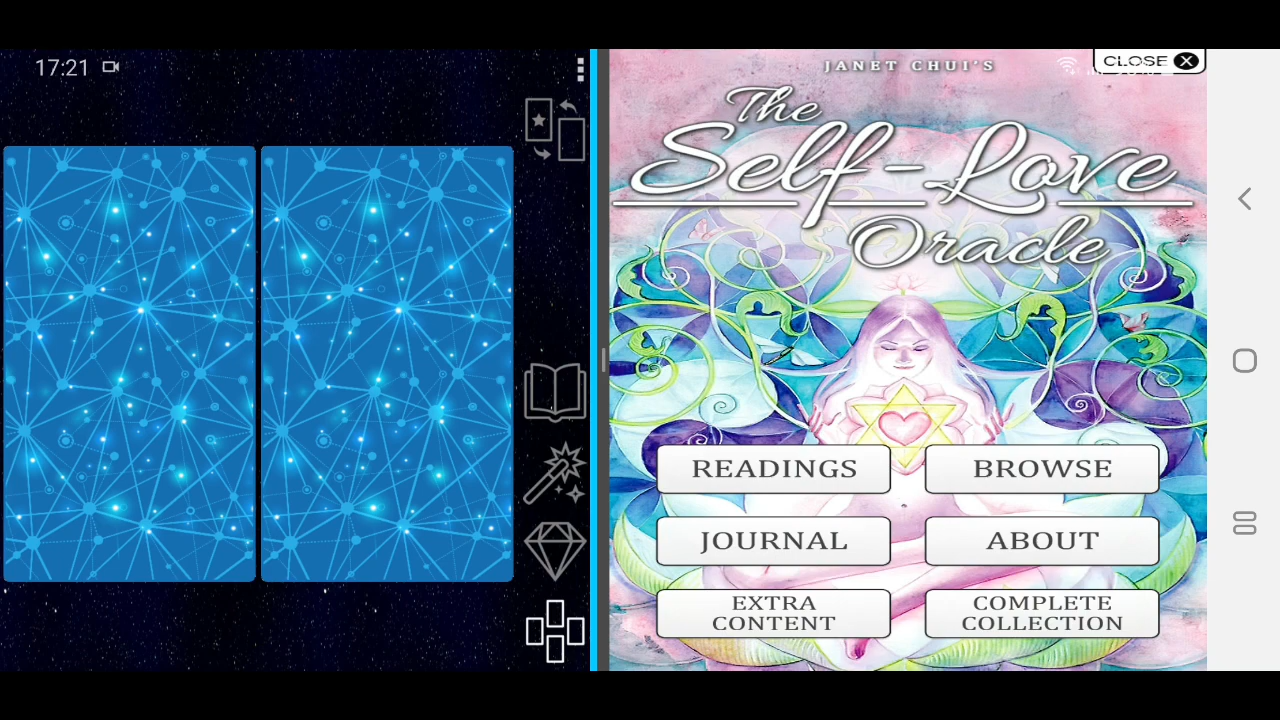 17:21
JANET CHUI'S
CLOSE
The
Self-Love
Oracle
READINGS
BROWSE
JOURNAL
ABOUT
EXTRA
CONTENT
COMPLETE
COLLECTION